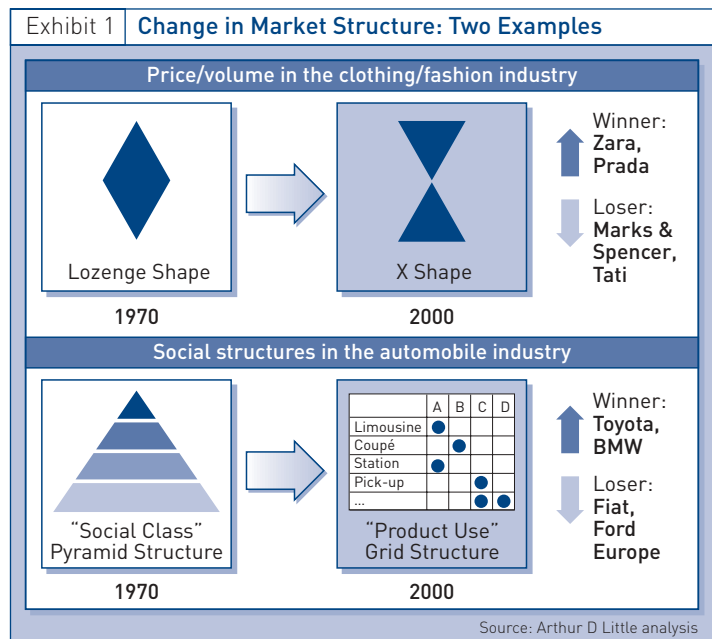 Exhibit 1
Change in Market Structure: Two Examples
Price/volume in the clothing/fashion industry
Lozenge Shape
1970
X Shape
2000
Winner:
Zara,
Prada
Loser:
Marks &
Spencer,
Tati
Social structures in the automobile industry
"Social Class"
Pyramid Structure
1970
A B C D
Limousine
Coupé
Station
Pick-up
...
"Product Use"
Grid Structure
2000
Winner:
Toyota,
BMW
Loser:
Fiat,
Ford
Europe
Source: Arthur D Little analysis